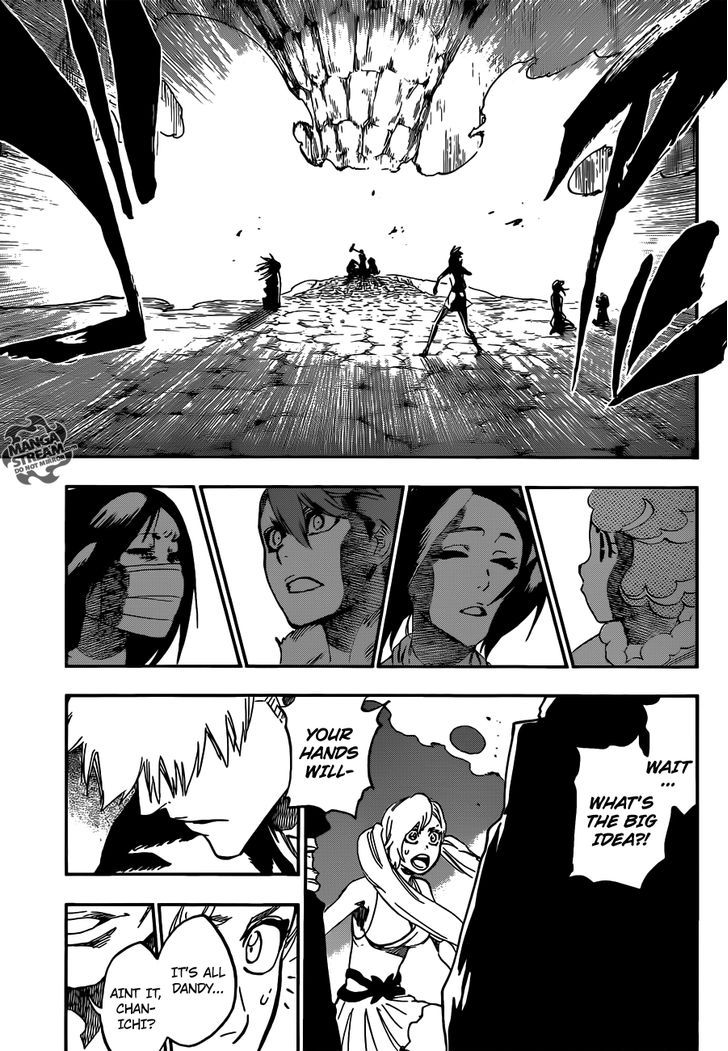 MANGA
STREAM.COM
DO NOT MIRROR
YOUR
HANDS
WILL-
WAIT
...
WHAT'S
THE BIG
IDEA?!
IT'S ALL
DANDY...
AINT IT,
CHAN-
ICHI?